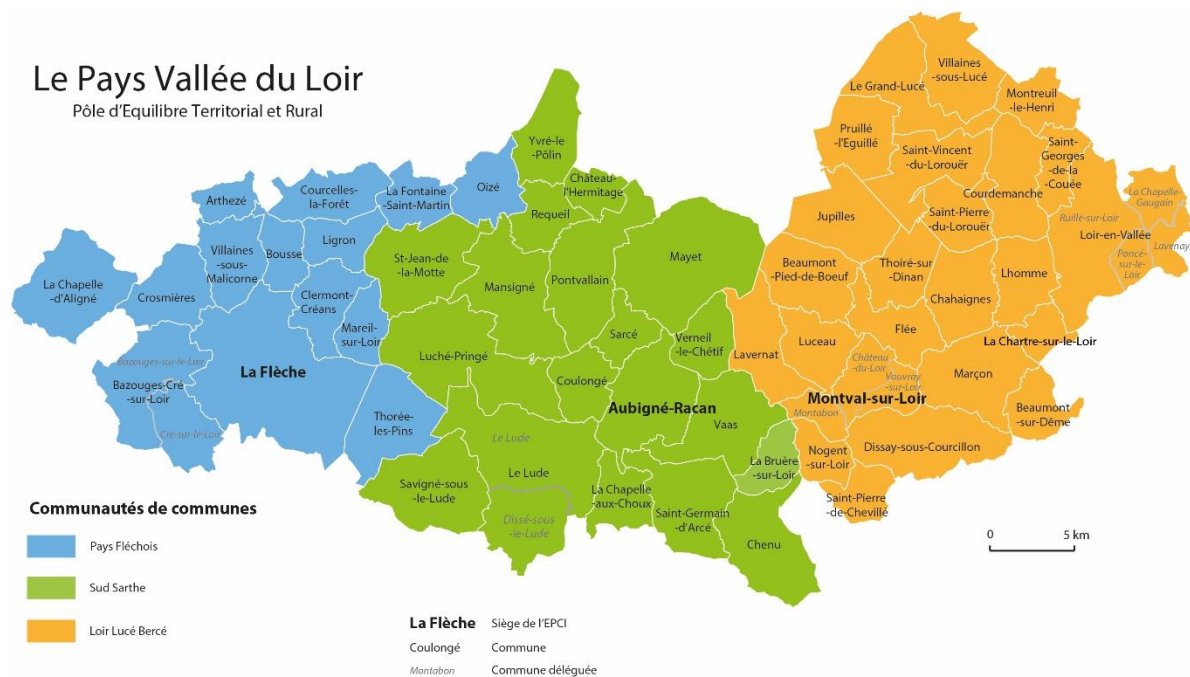 Le Pays Vallée du Loir
Pôle d'Equilibre Territorial et Rural
Villaines
-sous-Lucé
Le Grand-Lucé
Montreuil
-le-Henri
Pruillé
-l'Eguillé
Yvré-le
-Pôlin
Saint-Vincent
-du-Lorouër
Saint-
Georges
-de-la
-Couée
Château-
l'Hermitage
Oizé
La Fontaine
-Saint-Martin
Courcelles-
la-Forêt
Arthezé
Requeil
Courdemanche
La Chapelle-
Gaugain
Jupilles
Saint-Pierre
-du-Lorouër
Ruillé-sur-Loir
Loir-en-Vallée
Lavenay
Poncé-
sur-le-
Loir
Ligron
Bousse
Villaines
-sous-
Malicorne
St-Jean-de
-la-Motte
Mayet
Beaumont
-Pied-de-Boeuf
Thoiré-sur
-Dinan
Lhomme
La Chapelle
-d'Aligné
Crosmières
Clermont-
Créans
Mansigné
Pontvallain
Chahaignes
Mareil-
sur-Loir
Sarcé
Verneil
-le-Chétif
Lavernat
Luceau
Flée
La Chartre-sur-le-Loir
Luché-Pringé
Bazouges-sur-le-Loir
Bazouges-Cré
-sur-Loir
Cré-sur-le-Loir
La Flèche
Château
-du-Loir
Vouvray
-sur-Loir
Marçon
Coulongé
Montval-sur-Loir
Aubigné-Racan
Montabon
Beaumont
-sur-Dême
Thorée-
les-Pins
Vaas
Le Lude
Nogent
-sur-Loir
Dissay-sous-Courcillon
La Bruère
-sur-Loir
Le Lude
Savigné-sous
-le-Lude
La Chapelle
-aux-Choux
Saint-Pierre
-de-Chevillé
Saint-Germain
-d'Arcé
Dissé-sous
-le-Lude
Chenu
Communautés de communes
Pays Fléchois
Sud Sarthe
Loir Lucé Bercé
0 5 km
La Flèche Siège de l'EPCI
Coulongé Commune
Montabon Commune déléguée